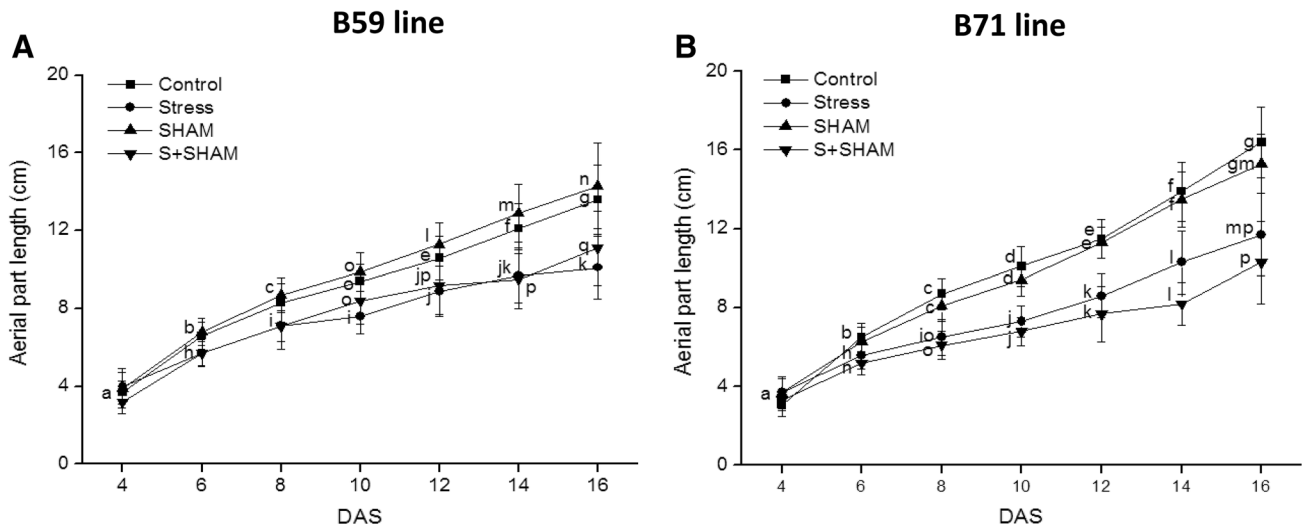 B59 line
A
Control
Stress
SHAM
S+SHAM
Aerial part length (cm)
20
16
12
8
4
0
a
b
h
c
i
o
o
o
i
l
e
jp
j
m
f
jk
p
n
g
q
k
4 6 8 10 12 14 16
DAS
B71 line
B
Control
Stress
SHAM
S+SHAM
Aerial part length (cm)
20
16
12
8
4
0
a
b
h
n
c
c
jo
o
d
d
j
j
e
e
k
k
f
f
l
l
g
gm
mp
p
4 6 8 10 12 14 16
DAS